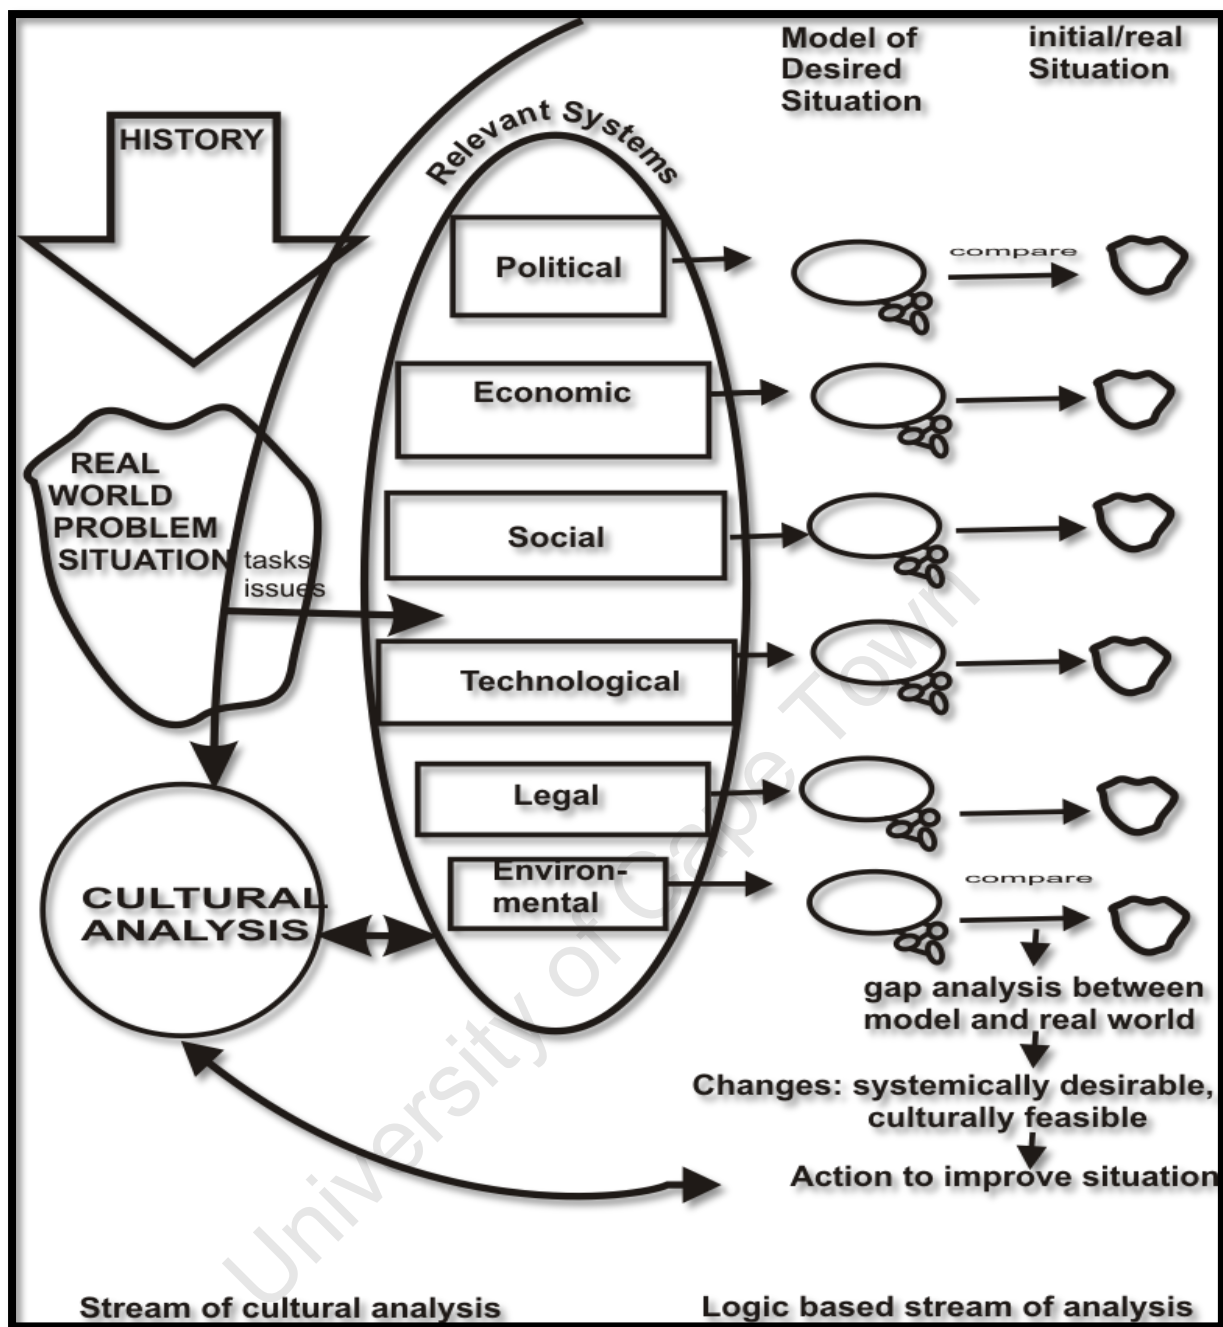 Model of
Desired
Situation
initial/real
Situation
HISTORY
Relevant Systems
Political
compare
Economic
REAL
WORLD
PROBLEM
SITUATION
tasks
issues
Social
Technological
Legal
Environ-
mental
compare
CULTURAL
ANALYSIS
gap analysis between
model and real world
Changes: systemically desirable,
culturally feasible
Action to improve situation
Stream of cultural analysis
Logic based stream of analysis
University of Cape Town